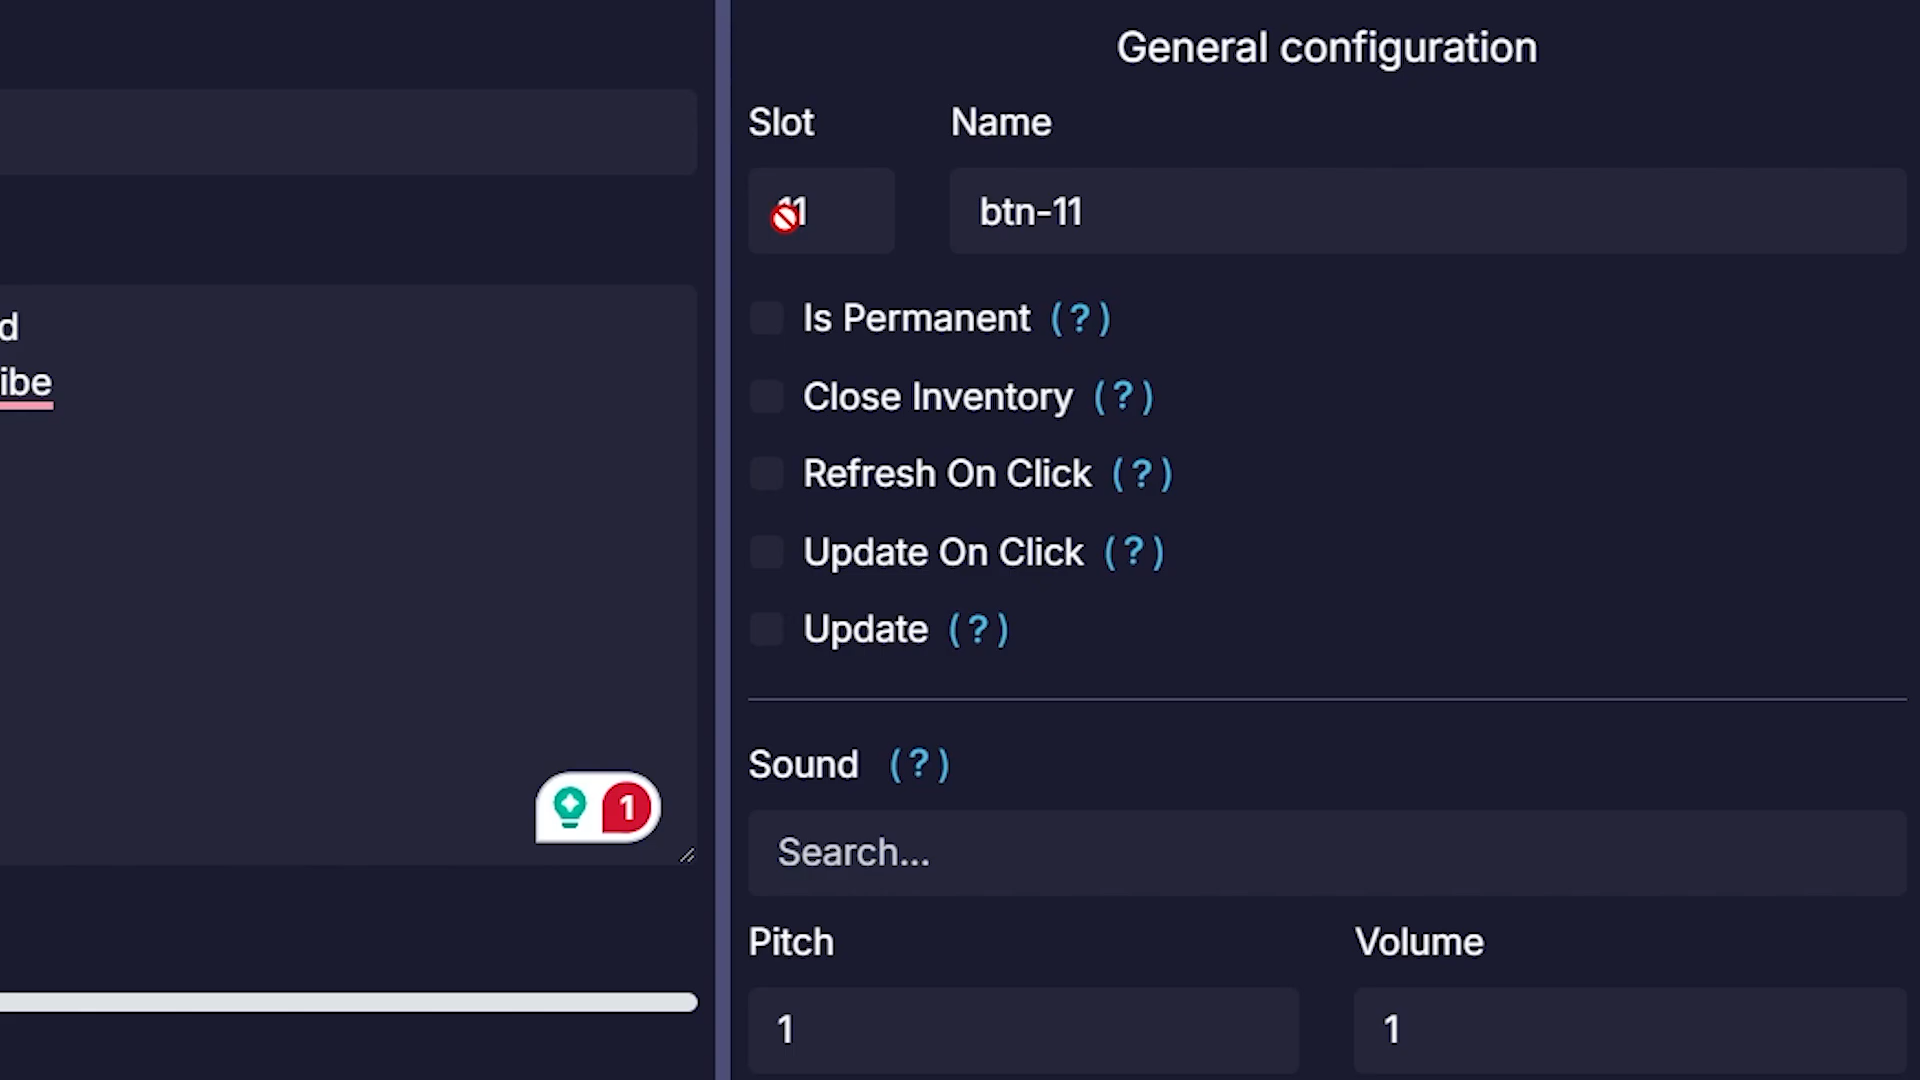 General configuration
Slot
Name
11
btn-11
Is Permanent (?)
Close Inventory (?)
Refresh On Click (?)
Update On Click (?)
Update (?)
Sound (?)
Search...
Pitch
Volume
1
1
d
ibe
1